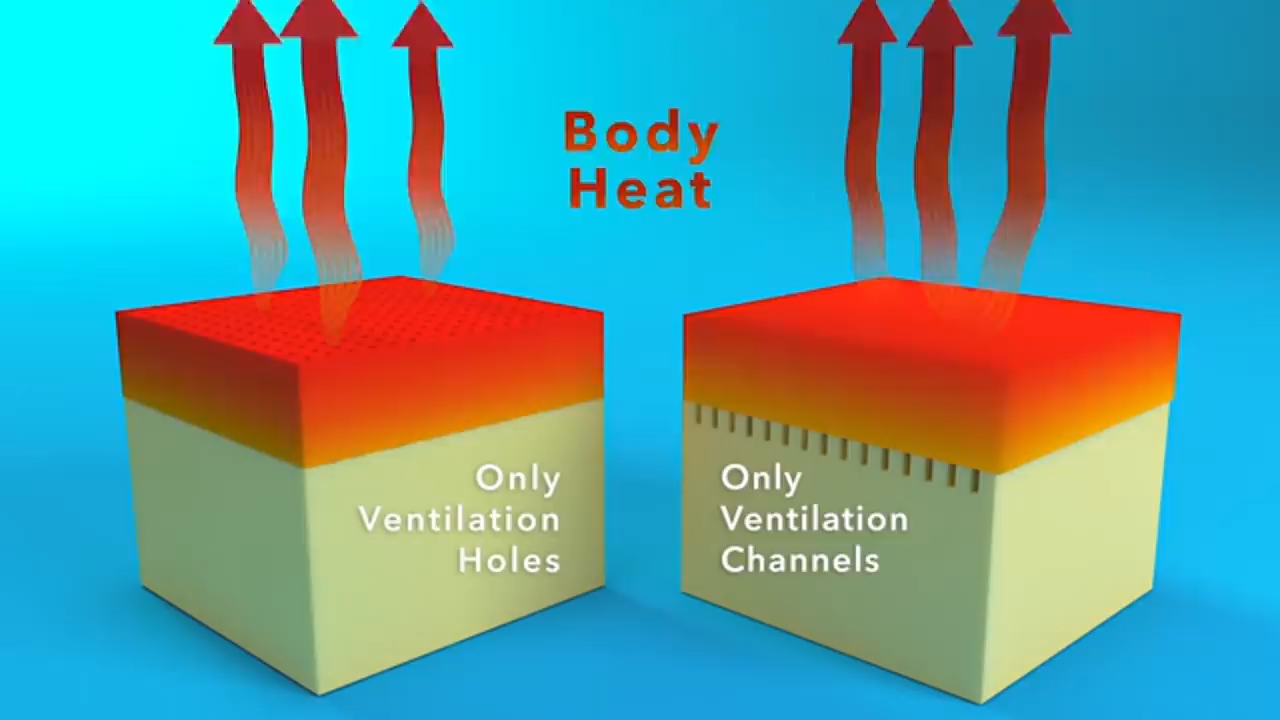 Body
Heat
Only
Ventilation
Holes
Only
Ventilation
Channels